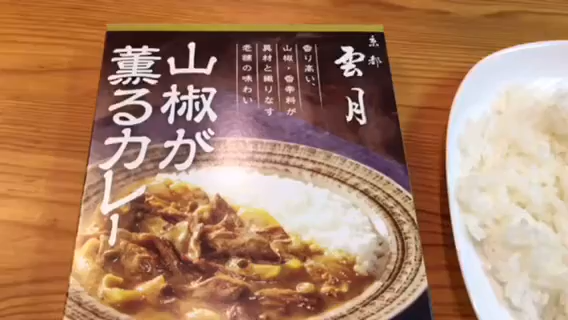 京都
雲月
香り高い、
山椒・香辛料が
具材と織りなす
老舗の味わい
山椒が
薫るカレー